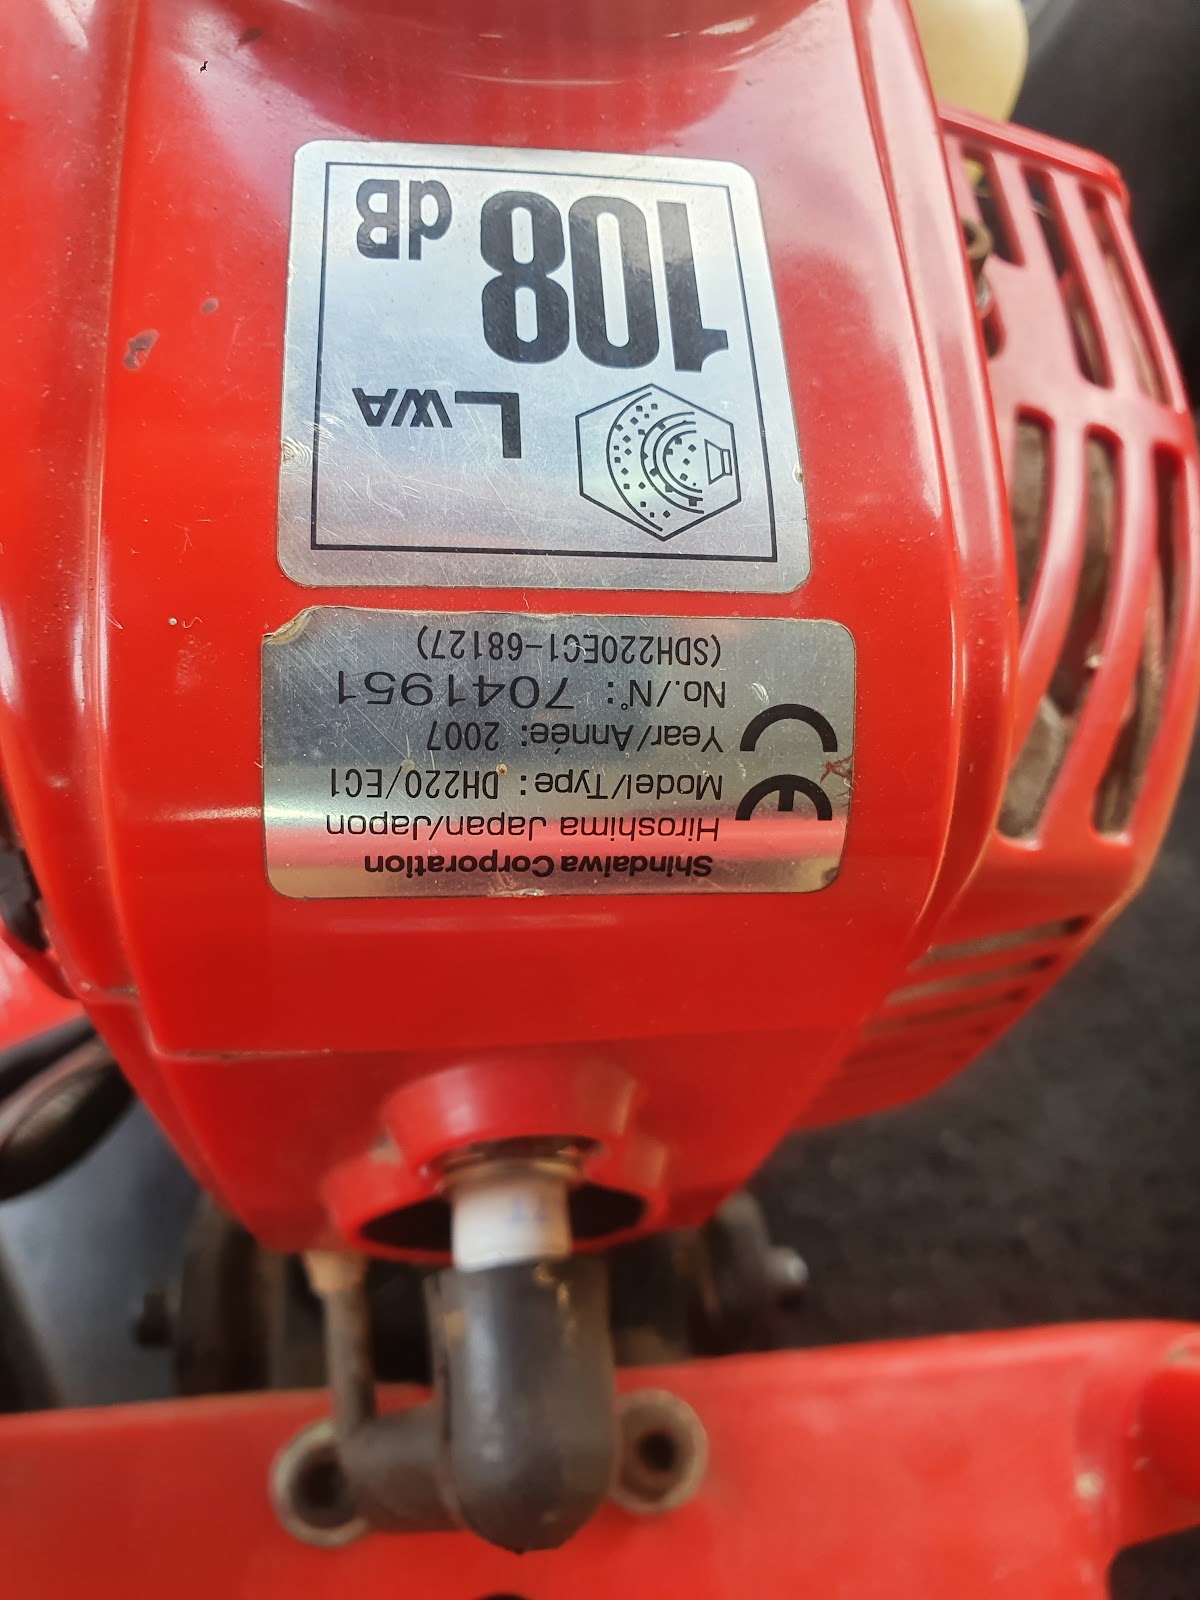 Shindaiwa Corporation
Hiroshima Japan/Japon
Model/Type: DH220/EC1
Year/Année: 2007
No./N°: 7041951
(SDH220EC1-68127)
CE
LWA
108 dB